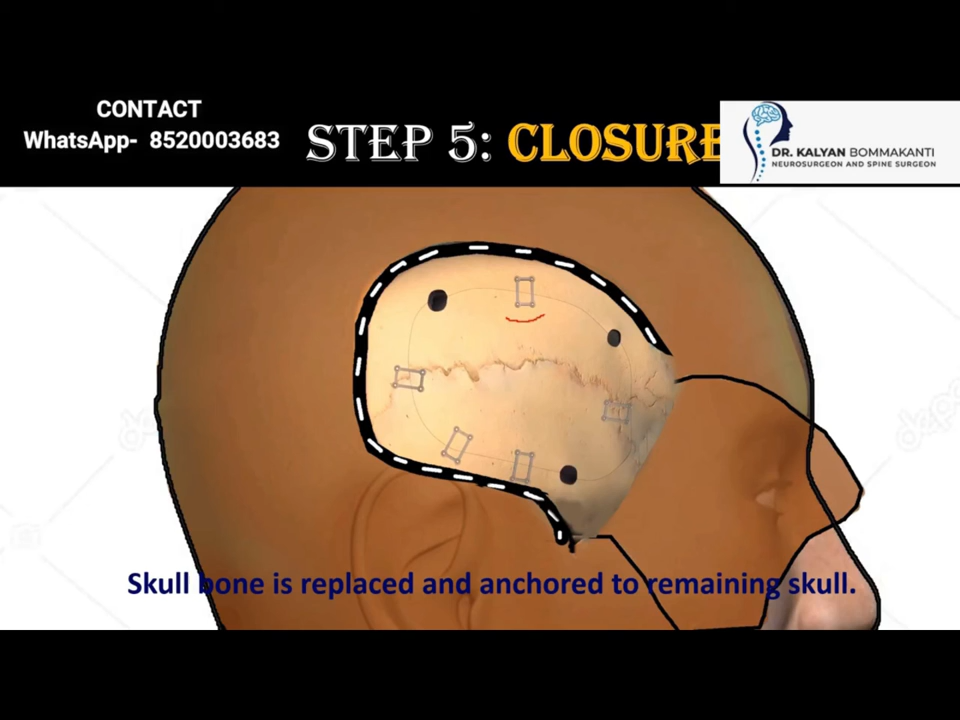 CONTACT
WhatsApp- 8520003683
STEP 5: CLOSURE
DR. KALYAN BOMMAKANTI
NEUROSURGEON AND SPINE SURGEON
Skull bone is replaced and anchored to remaining skull.